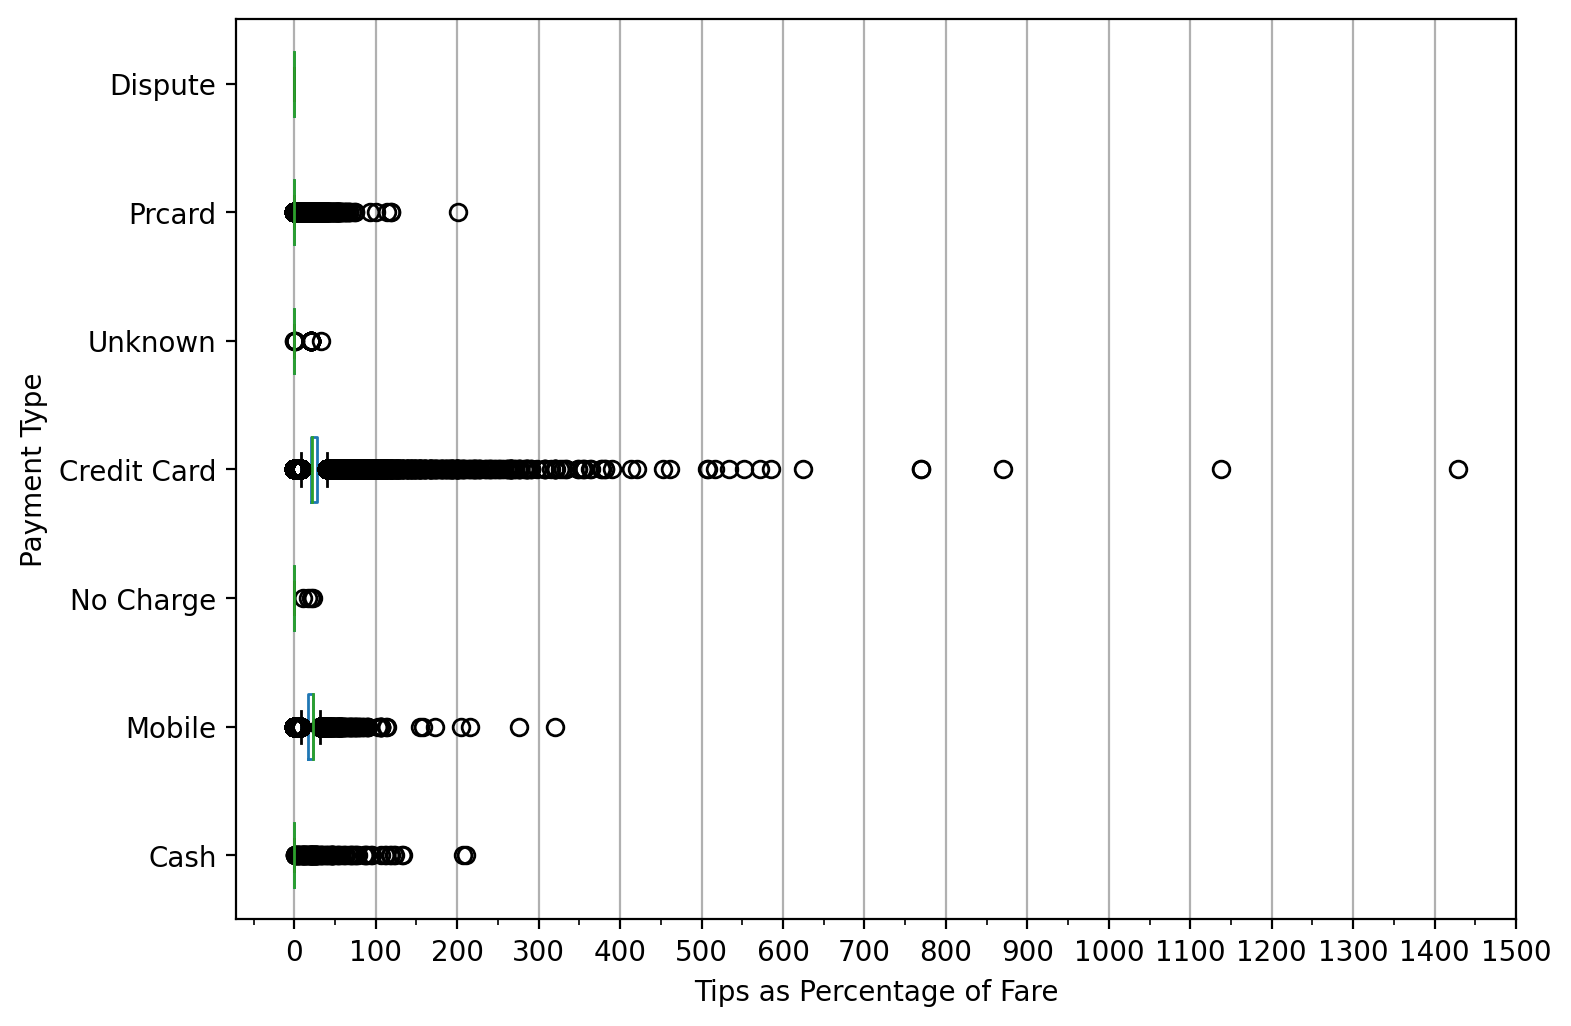 Payment Type
Dispute
Prcard
Unknown
Credit Card
No Charge
Mobile
Cash
0 100 200 300 400 500 600 700 800 900 1000 1100 1200 1300 1400 1500
Tips as Percentage of Fare